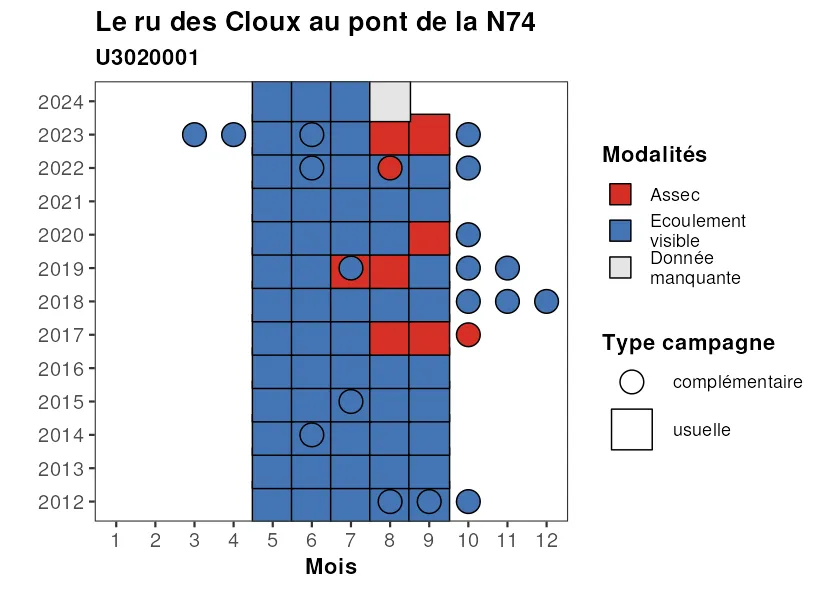 Le ru des Cloux au pont de la N74
U3020001
2024
2023
2022
2021
2020
2019
2018
2017
2016
2015
2014
2013
2012
1 2 3 4 5 6 7 8 9 10 11 12
Mois
Modalités
Assec
Ecoulement
visible
Donnée
manquante
Type campagne
complémentaire
usuelle